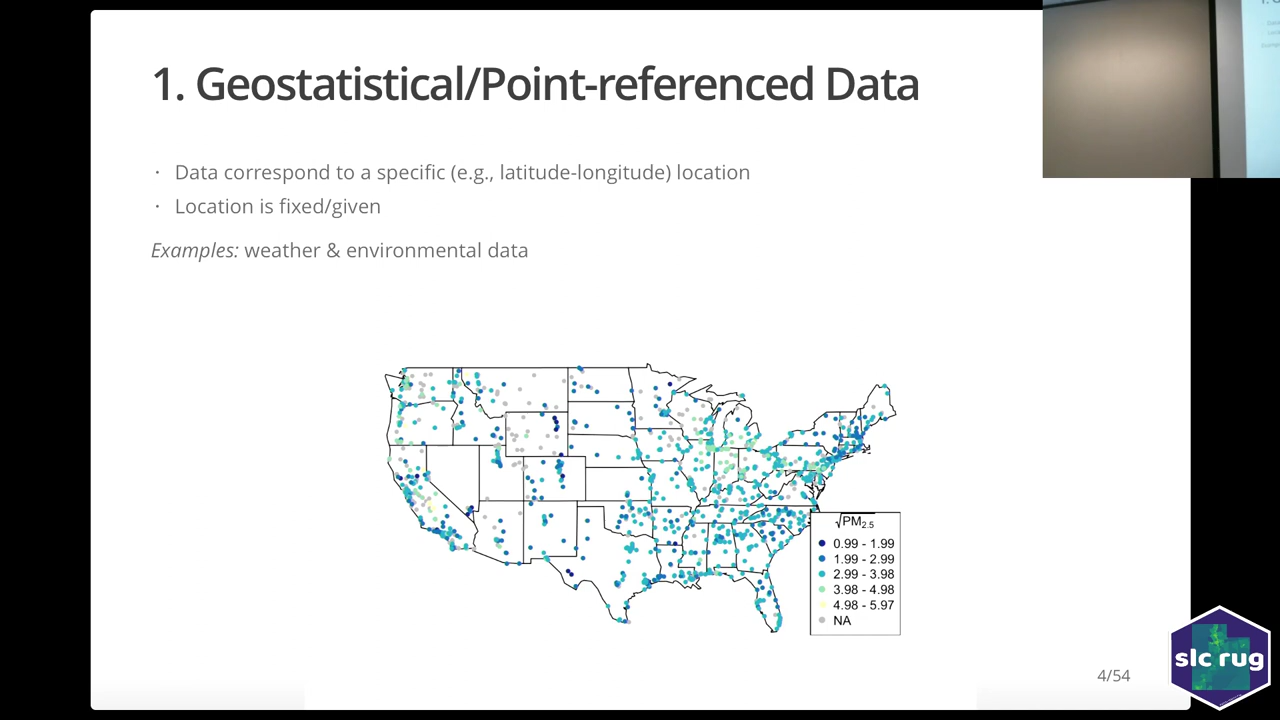 1. Geostatistical/Point-referenced Data
· Data correspond to a specific (e.g., latitude-longitude) location
· Location is fixed/given
Examples: weather & environmental data
√PM2.5
0.99 - 1.99
1.99 - 2.99
2.99 - 3.98
3.98 - 4.98
4.98 - 5.97
NA
4/54
slc rug